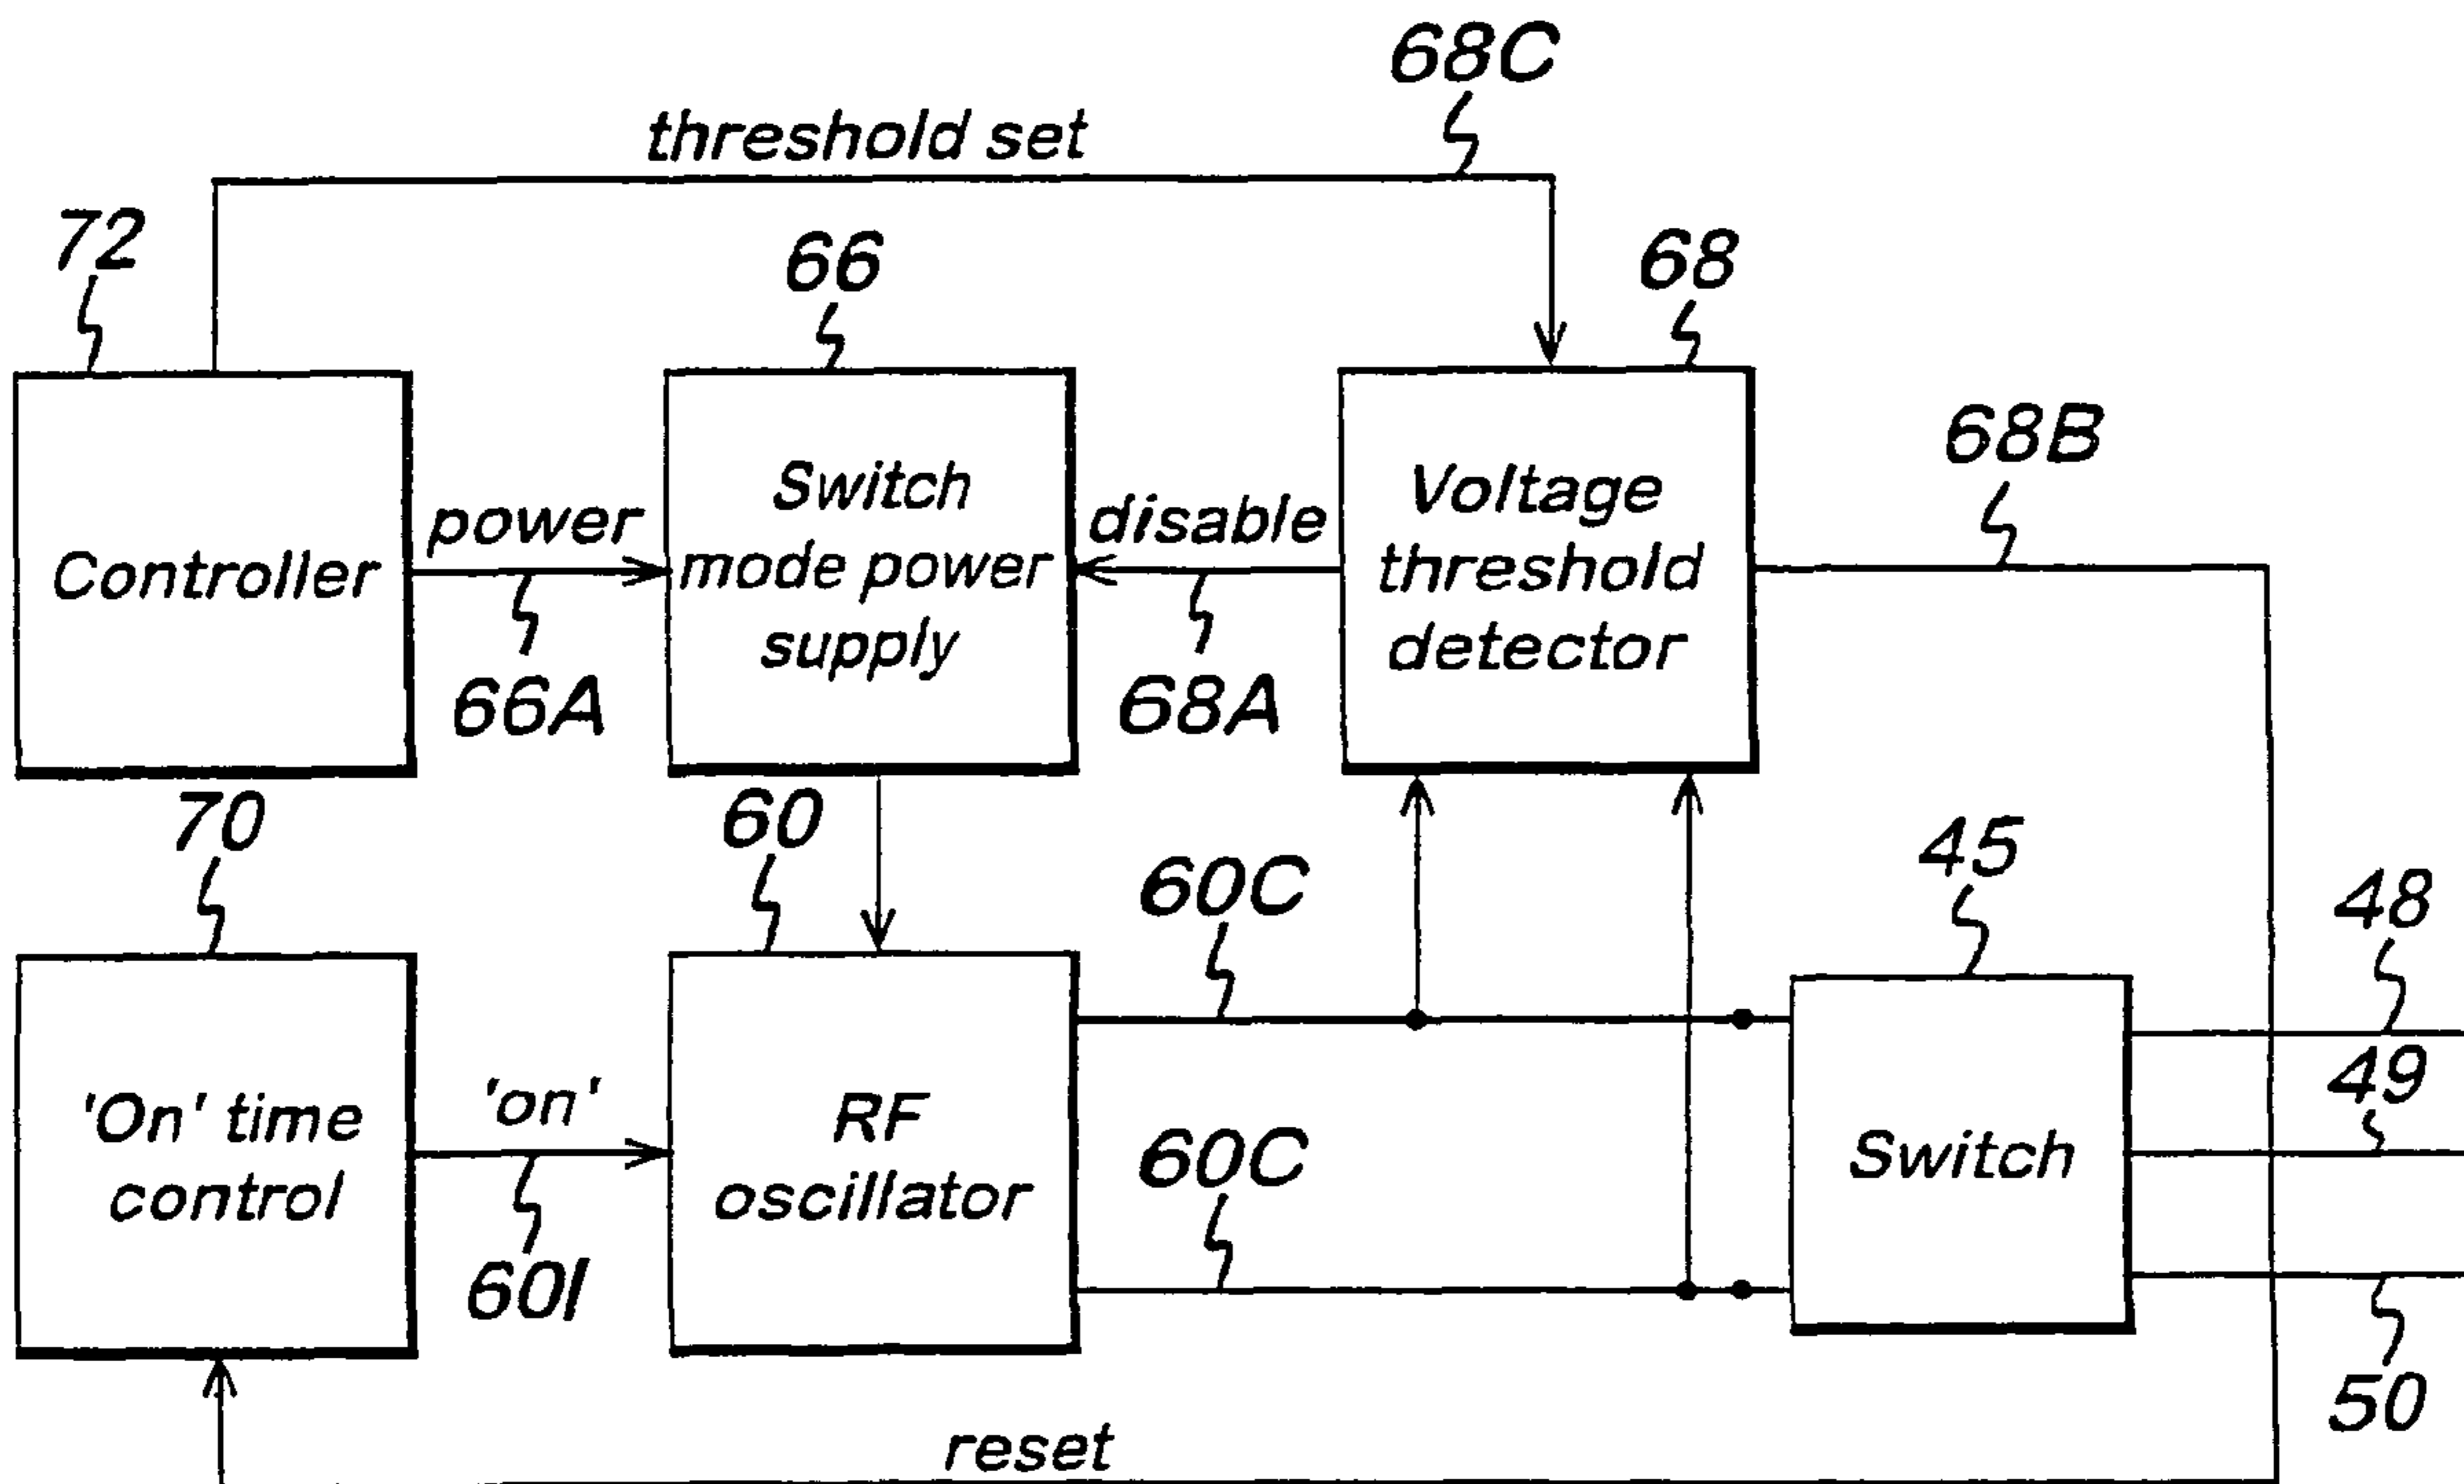 68C
threshold set
72
66
68
68B
Controller
power
66A
Switch
mode power
supply
disable
68A
Voltage
threshold
detector
70
60
60C
45
48
'On' time
control
'on'
60I
RF
oscillator
60C
Switch
49
50
reset